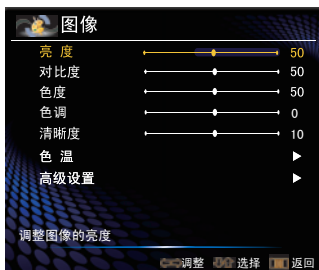 图像
亮 度 50
对比度 50
色度 50
色调 0
清晰度 10
色 温
高级设置
调整图像的亮度
调整 选择 返回